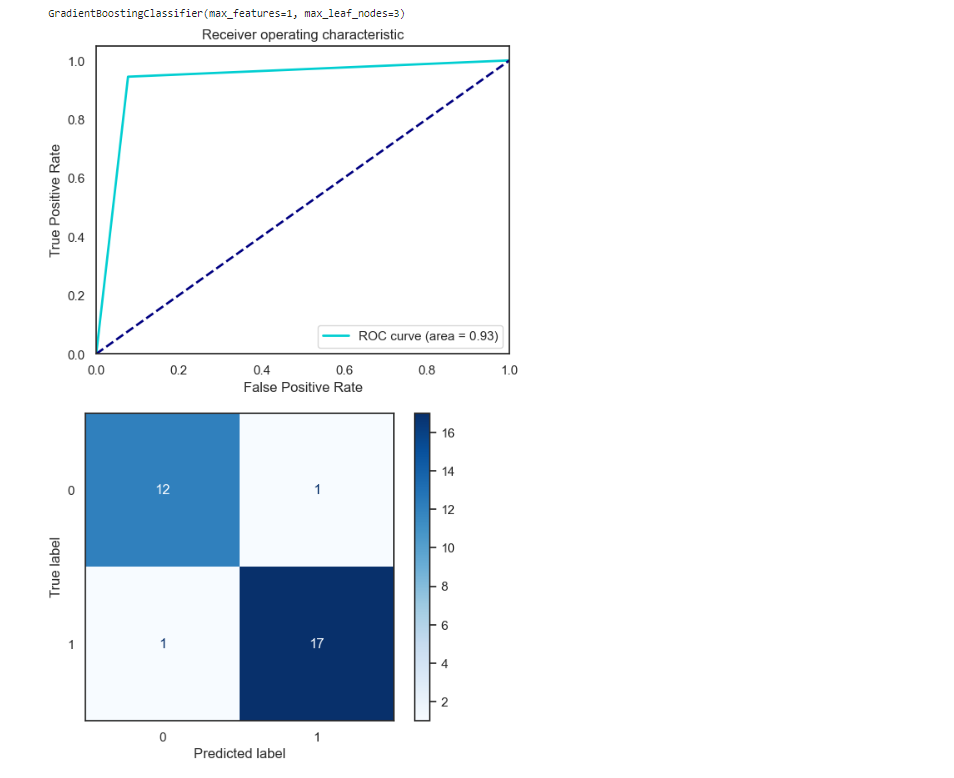 GradientBoostingClassifier(max_features=1, max_leaf_nodes=3)
Receiver operating characteristic
1.0
0.8
0.6
0.4
0.2
0.0
True Positive Rate
ROC curve (area = 0.93)
0.0 0.2 0.4 0.6 0.8 1.0
False Positive Rate
True label
0
1
12 1
1 17
0 1
Predicted label
16
14
12
10
8
6
4
2